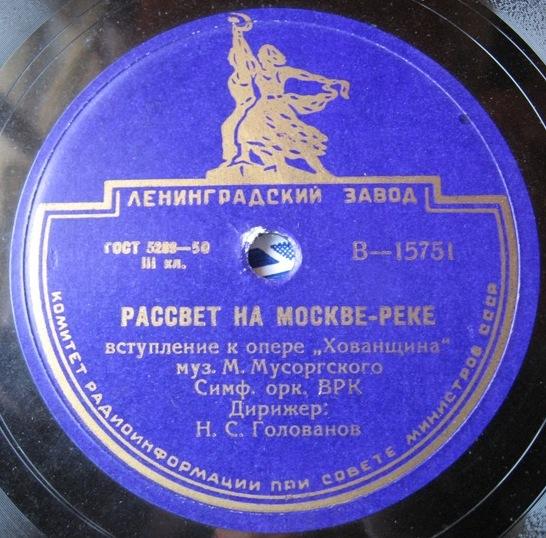 ЛЕНИНГРАДСКИЙ ЗАВОД
ГОСТ 5289—50
III кл.
В—15751
РАССВЕТ НА МОСКВЕ-РЕКЕ
вступление к опере „Хованщина“
муз. М. Мусоргского
Симф. орк. ВРК
Дирижер:
Н. С. Голованов
КОМИТЕТ РАДИОИНФОРМАЦИИ ПРИ СОВЕТЕ МИНИСТРОВ СССР